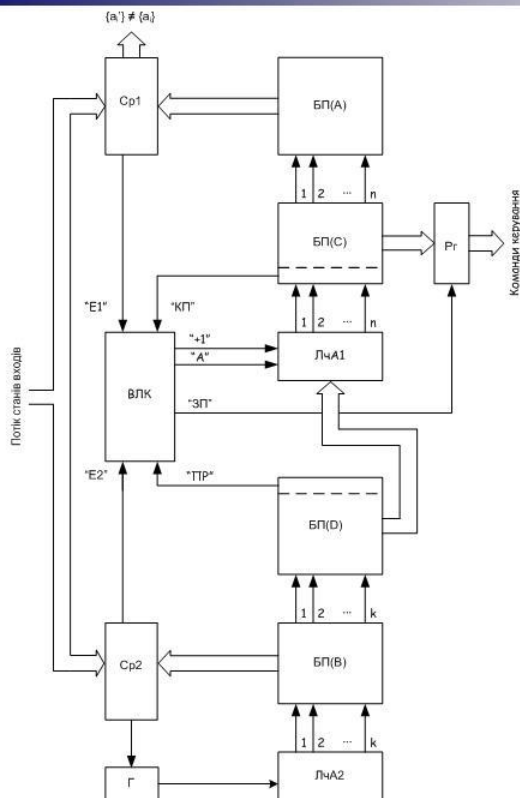 {aᵢ'} ≢ {aᵢ}
Ср1
БП(А)
1 2 ... n
БП(С)
Рг
Команди керування
"Е1"
"КП"
1 2 ... n
"+1"
"А"
ЛчА1
ВЛК
"ЗП"
Потік станів входів
"Е2"
"ПР"
БП(D)
1 2 ... k
Ср2
БП(В)
1 2 ... k
Г
ЛчА2